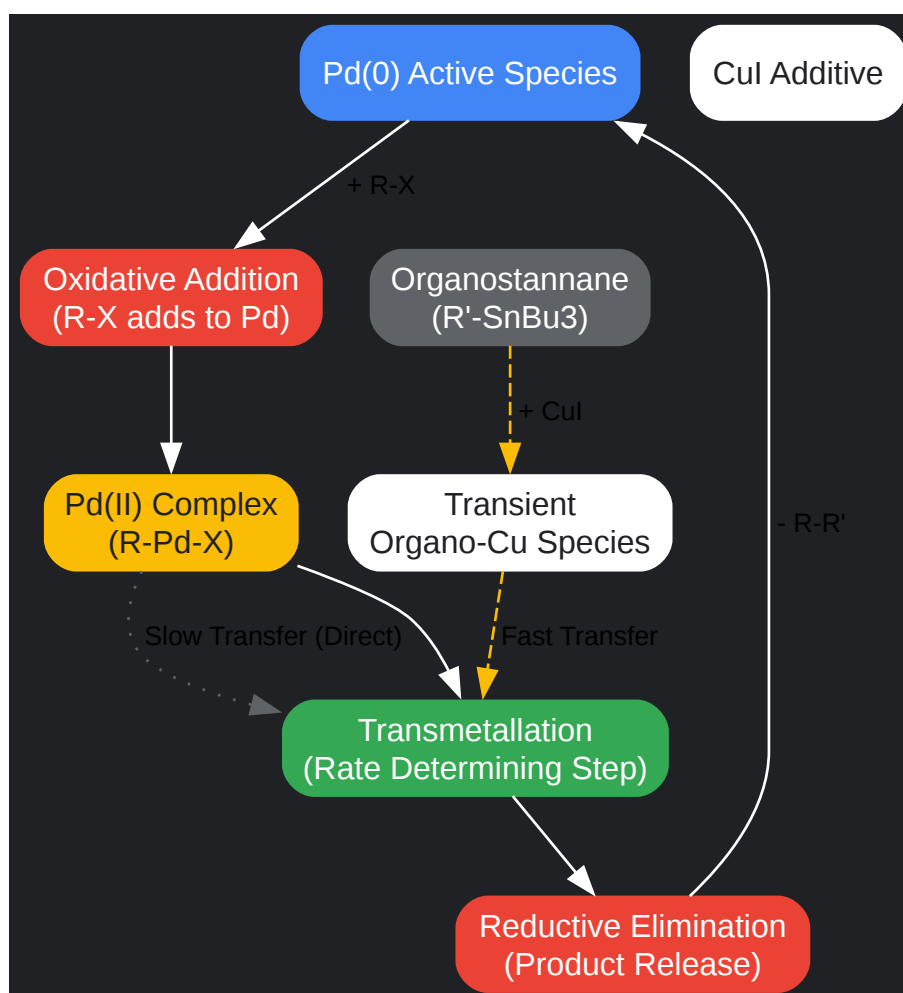 Pd(0) Active Species
CuI Additive
+ R-X
Oxidative Addition
(R-X adds to Pd)
Organostannane
(R'-SnBu3)
+ CuI
Pd(II) Complex
(R-Pd-X)
Transient
Organo-Cu Species
- R-R'
Slow Transfer (Direct)
Fast Transfer
Transmetallation
(Rate Determining Step)
Reductive Elimination
(Product Release)